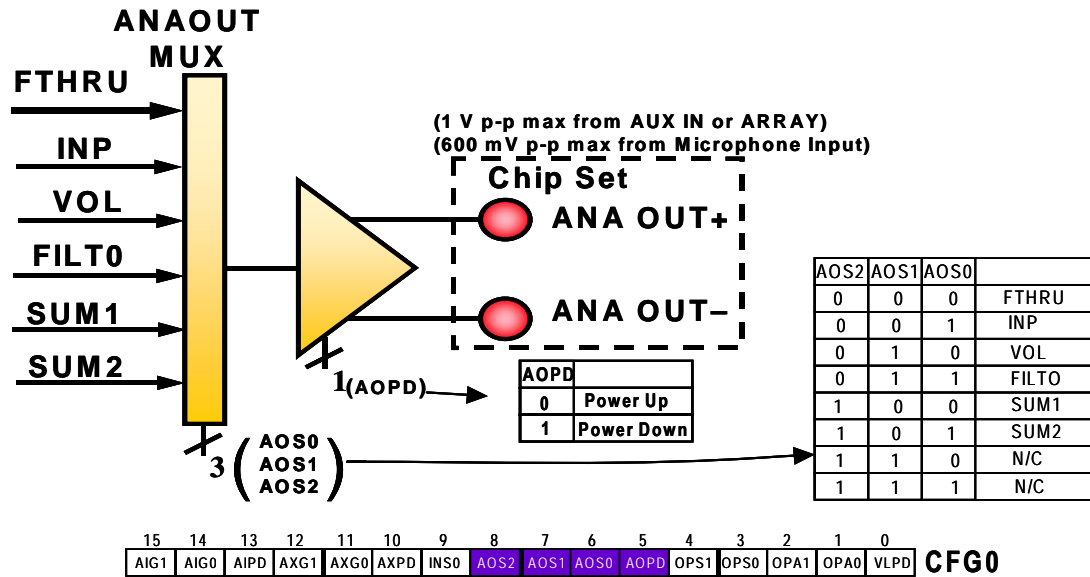 ANAOUT
MUX
FTHRU
INP
VOL
FILT0
SUM1
SUM2
(1 V p-p max from AUX IN or ARRAY)
(600 mV p-p max from Microphone Input)
Chip Set
ANA OUT+
ANA OUT–
1(AOPD)
AOPD
0 Power Up
1 Power Down
3 ( AOS0
AOS1
AOS2 )
AOS2 AOS1 AOS0
0 0 0 FTHRU
0 0 1 INP
0 1 0 VOL
0 1 1 FILTO
1 0 0 SUM1
1 0 1 SUM2
1 1 0 N/C
1 1 1 N/C
15 14 13 12 11 10 9 8 7 6 5 4 3 2 1 0
AIG1 AIG0 AIPD AXG1 AXG0 AXPD INS0 AOS2 AOS1 AOS0 AOPD OPS1 OPS0 OPA1 OPA0 VLPD CFG0